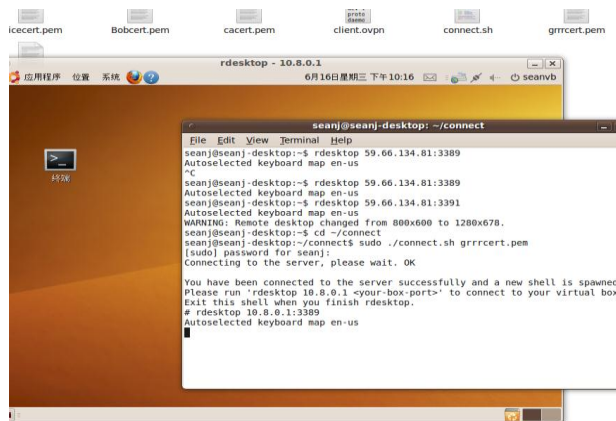 icecert.pem
Bobcert.pem
cacert.pem
client.ovpn
connect.sh
grrrcert.pem
rdesktop - 10.8.0.1
应用程序 位置 系统
6月16日星期三 下午10:16
seanvb
终端
seanj@seanj-desktop: ~/connect
File Edit View Terminal Help
seanj@seanj-desktop:~$ rdesktop 59.66.134.81:3389
Autoselected keyboard map en-us
^C
seanj@seanj-desktop:~$ rdesktop 59.66.134.81:3389
Autoselected keyboard map en-us
seanj@seanj-desktop:~$ rdesktop 59.66.134.81:3391
Autoselected keyboard map en-us
WARNING: Remote desktop changed from 800x600 to 1280x678.
seanj@seanj-desktop:~$ cd ~/connect
seanj@seanj-desktop:~/connect$ sudo ./connect.sh grrrcert.pem
[sudo] password for seanj:
Connecting to the server, please wait. OK
You have been connected to the server successfully and a new shell is spawned
Please run 'rdesktop 10.8.0.1 <your-box-port>' to connect to your virtual box
Exit this shell when you finish rdesktop.
# rdesktop 10.8.0.1:3389
Autoselected keyboard map en-us